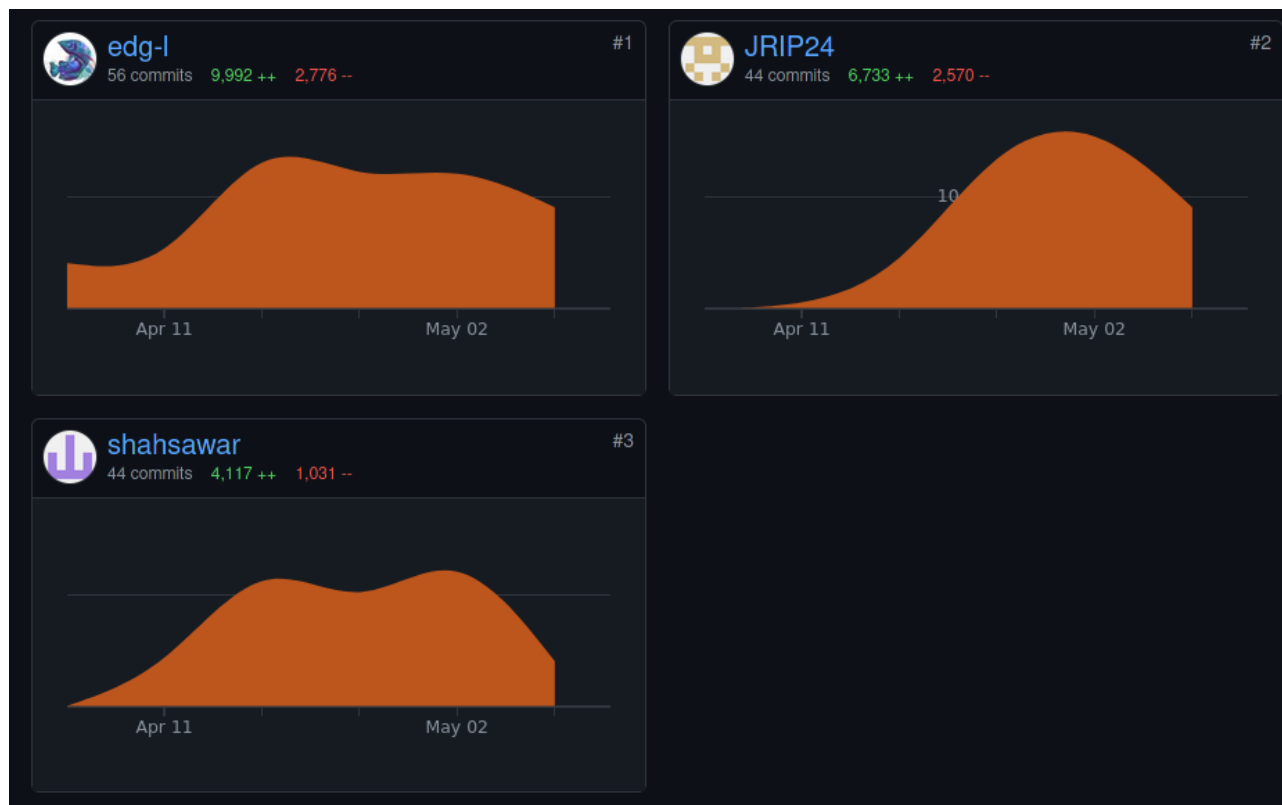 edg-l #1
56 commits 9,992 ++ 2,776 --
Apr 11 May 02
JRIP24 #2
44 commits 6,733 ++ 2,570 --
10
Apr 11 May 02
shahsawar #3
44 commits 4,117 ++ 1,031 --
Apr 11 May 02